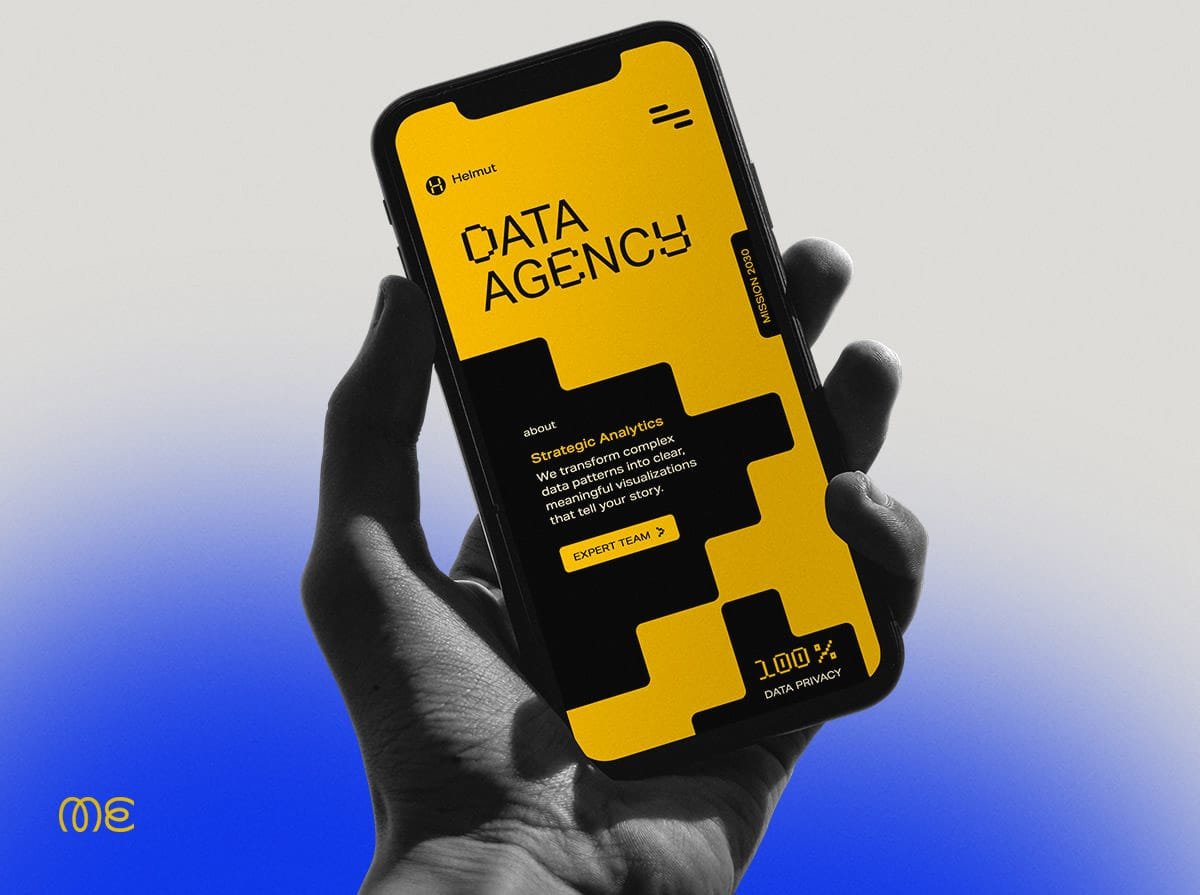 Helmut
DATA
AGENCY
MISSION 2030
about
Strategic Analytics
We transform complex
data patterns into clear,
meaningful visualizations
that tell your story.
EXPERT TEAM
100%
DATA PRIVACY
ME